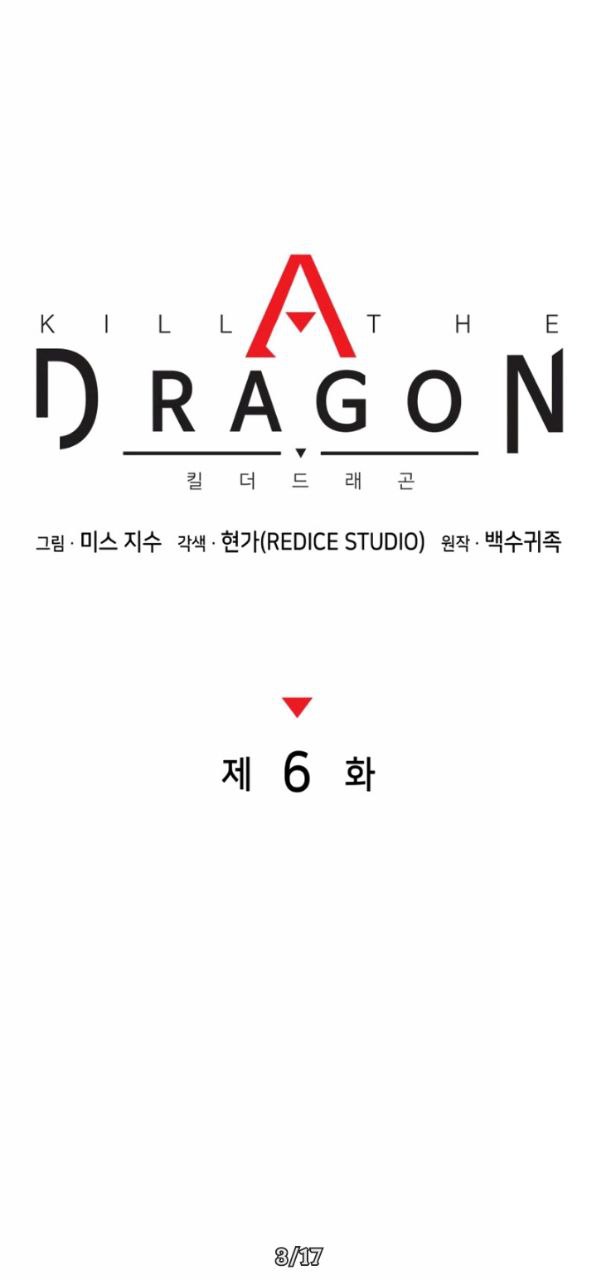 KILL THE
DRAGON
킬더드래곤
그림 · 미스 지수 각색 · 현가(REDICE STUDIO) 원작 · 백수귀족
제 6 화
3/17